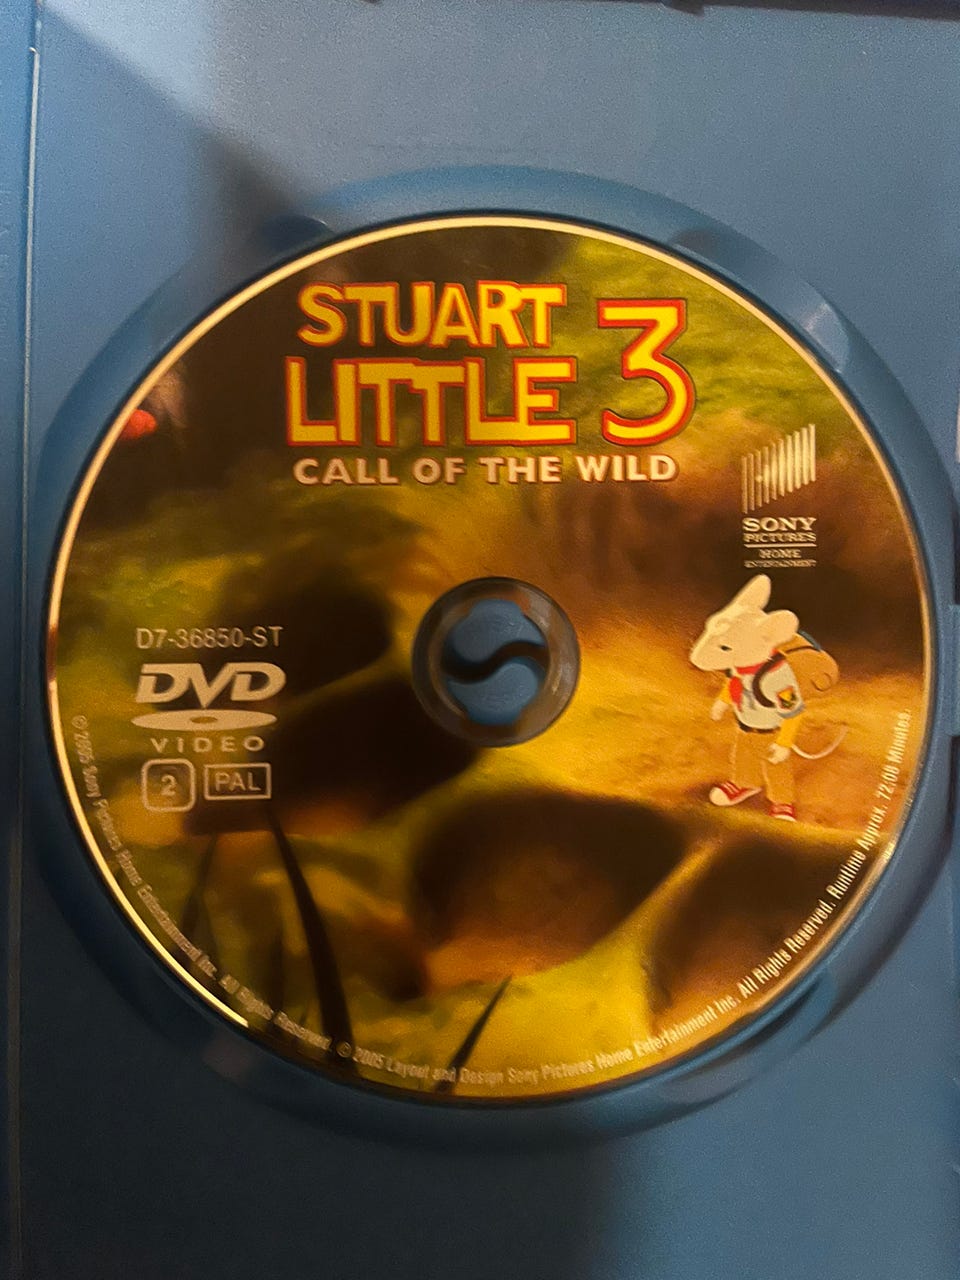 STUART
LITTLE 3
CALL OF THE WILD
SONY
PICTURES
HOME
ENTERTAINMENT
D7-36850-ST
DVD
VIDEO
2 PAL
© 2005 Sony Pictures Home Entertainment Inc. All Rights Reserved. © 2005 Layout and Design Sony Pictures Home Entertainment Inc. All Rights Reserved. Runtime Approx. 72:08 Minutes.